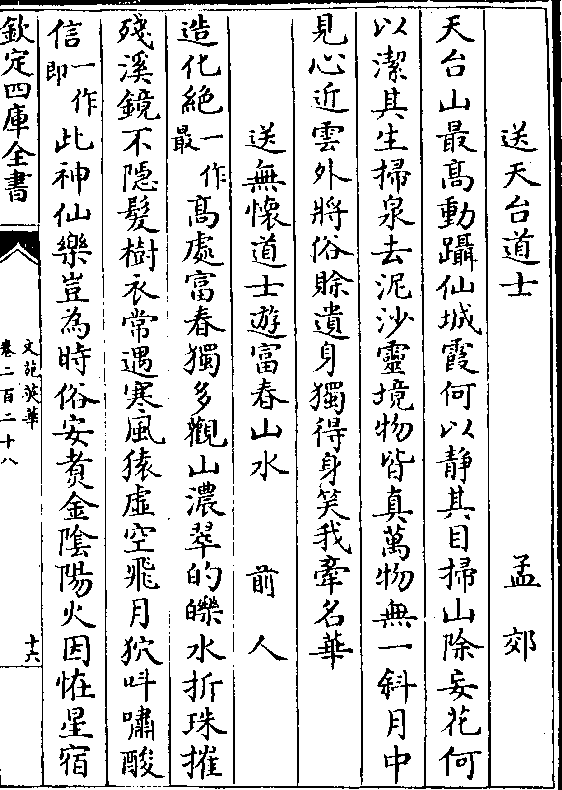 送天台道士　孟郊
天台山最髙動躡仙城霞何以静其目掃山除妄花何
以潔其生掃泉去泥沙靈境物皆真萬物無一斜月中
見心近雲外將俗賒遺身獨得身笑我牽名華
送無懷道士遊富春山水　前人
造化絶一作最髙處富春獨多觀山濃翠的皪水折珠摧
殘溪鏡不隠髮樹衣常遇寒風猿虚空飛月狖呌嘯酸
信一作即此神仙樂豈為時俗安煑金隂陽火囙恠星宿
欽定四庫全書
文苑英華
卷二百二十八
十六